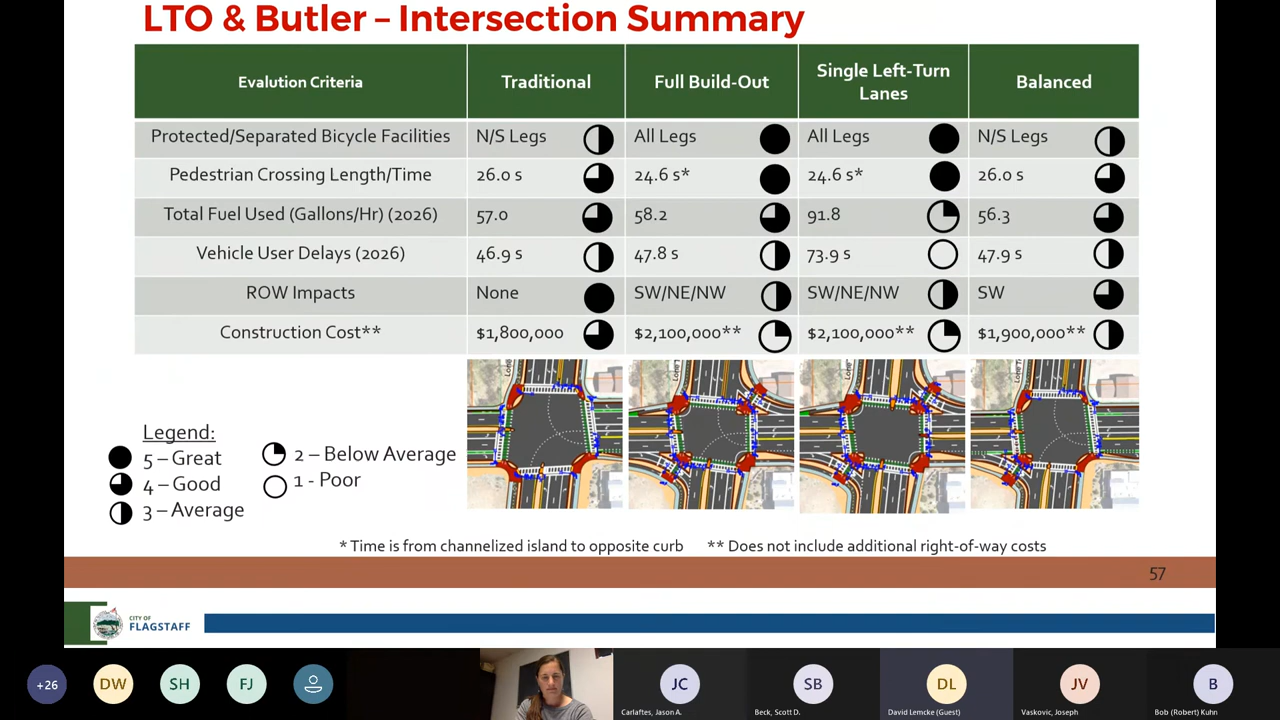 LTO & Butler – Intersection Summary
Evalution Criteria
Traditional
Full Build-Out
Single Left-Turn
Lanes
Balanced
Protected/Separated Bicycle Facilities
N/S Legs
All Legs
All Legs
N/S Legs
Pedestrian Crossing Length/Time
26.0 s
24.6 s*
24.6 s*
26.0 s
Total Fuel Used (Gallons/Hr) (2026)
57.0
58.2
91.8
56.3
Vehicle User Delays (2026)
46.9 s
47.8 s
73.9 s
47.9 s
ROW Impacts
None
SW/NE/NW
SW/NE/NW
SW
Construction Cost**
$1,800,000
$2,100,000**
$2,100,000**
$1,900,000**
Legend:
5 – Great
4 – Good
3 – Average
2 – Below Average
1 - Poor
* Time is from channelized island to opposite curb
** Does not include additional right-of-way costs
57
CITY OF
FLAGSTAFF
+26
DW
SH
FJ
JC
Carlaftes, Jason A.
SB
Beck, Scott D.
DL
David Lemcke (Guest)
JV
Vaskovic, Joseph
B
Bob (Robert) Kuhn